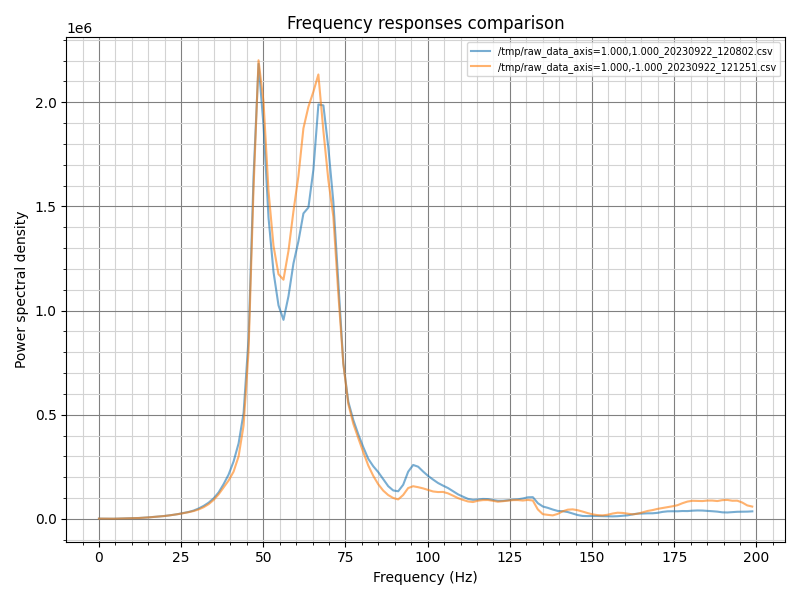 Frequency responses comparison
1e6
/tmp/raw_data_axis=1.000,1.000_20230922_120802.csv
/tmp/raw_data_axis=1.000,-1.000_20230922_121251.csv
2.0
1.5
1.0
0.5
0.0
Power spectral density
0 25 50 75 100 125 150 175 200
Frequency (Hz)